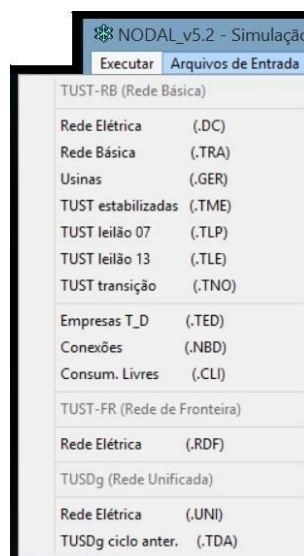 NODAL_v5.2 - Simulação
Executar Arquivos de Entrada
TUST-RB (Rede Básica)
Rede Elétrica (.DC)
Rede Básica (.TRA)
Usinas (.GER)
TUST estabilizadas (.TME)
TUST leilão 07 (.TLP)
TUST leilão 13 (.TLE)
TUST transição (.TNO)
Empresas T_D (.TED)
Conexões (.NBD)
Consum. Livres (.CLI)
TUST-FR (Rede de Fronteira)
Rede Elétrica (.RDF)
TUSDg (Rede Unificada)
Rede Elétrica (.UNI)
TUSDg ciclo anter. (.TDA)